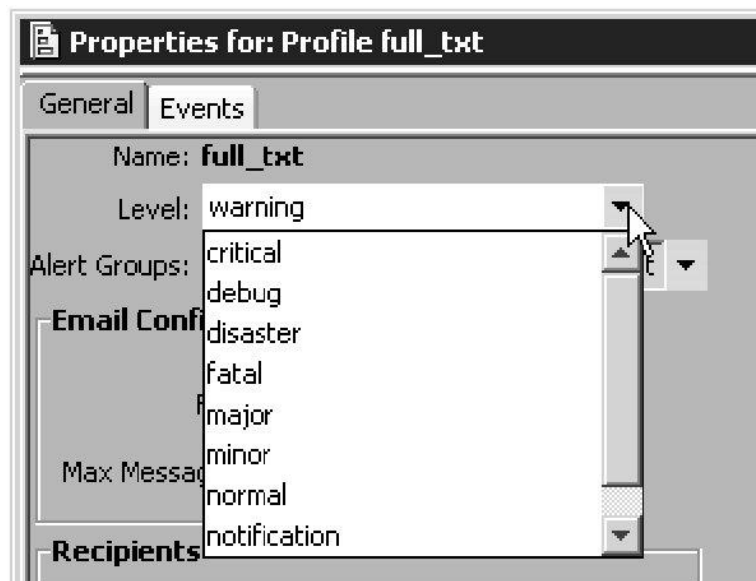 Properties for: Profile full_txt
General Events
Name: full_txt
Level: warning
Alert Groups:
critical
debug
Email Conf
disaster
fatal
major
minor
Max Messag
normal
notification
Recipients